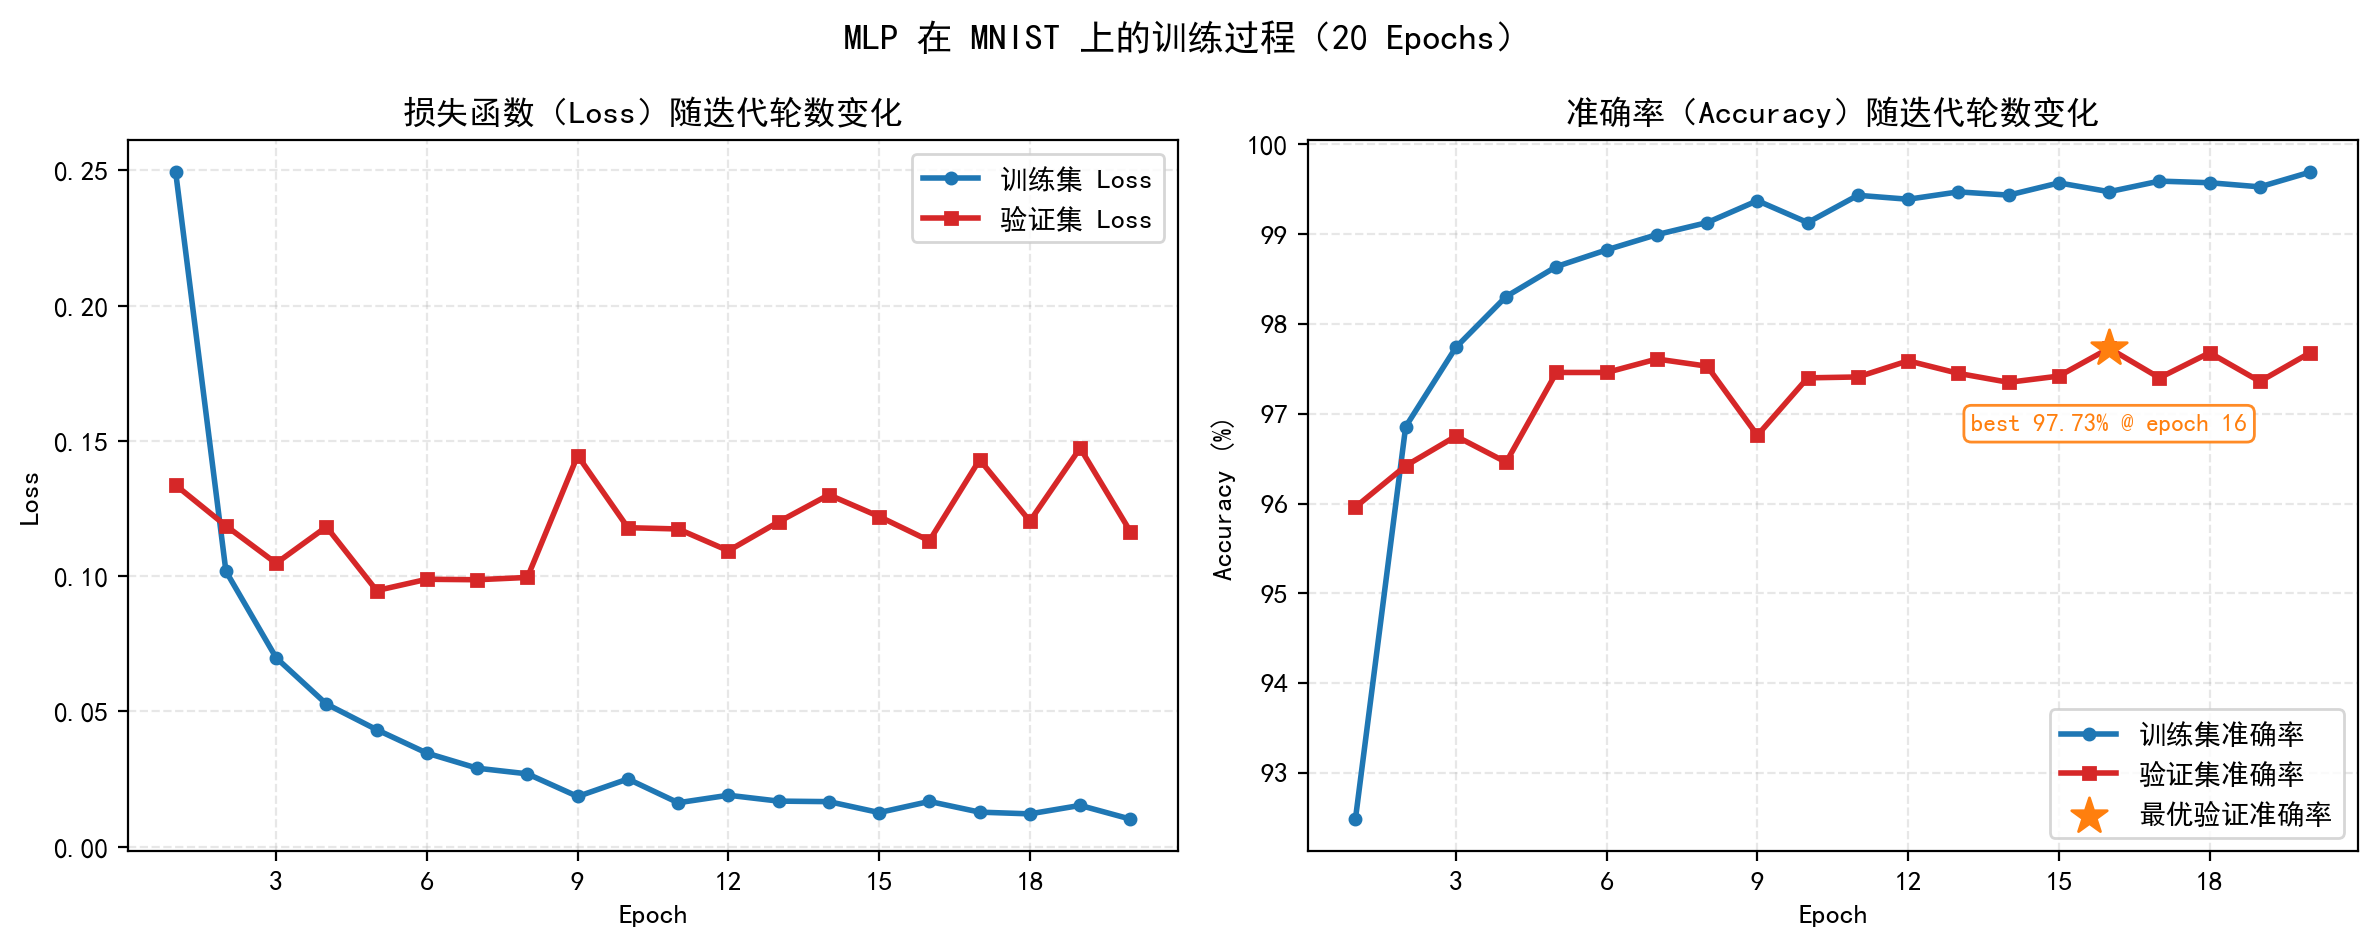 MLP 在 MNIST 上的训练过程（20 Epochs）
损失函数（Loss）随迭代轮数变化
0.25
0.20
0.15
0.10
0.05
0.00
Loss
训练集 Loss
验证集 Loss
3 6 9 12 15 18
Epoch
准确率（Accuracy）随迭代轮数变化
100
99
98
97
96
95
94
93
Accuracy (%)
best 97.73% @ epoch 16
训练集准确率
验证集准确率
最优验证准确率
3 6 9 12 15 18
Epoch